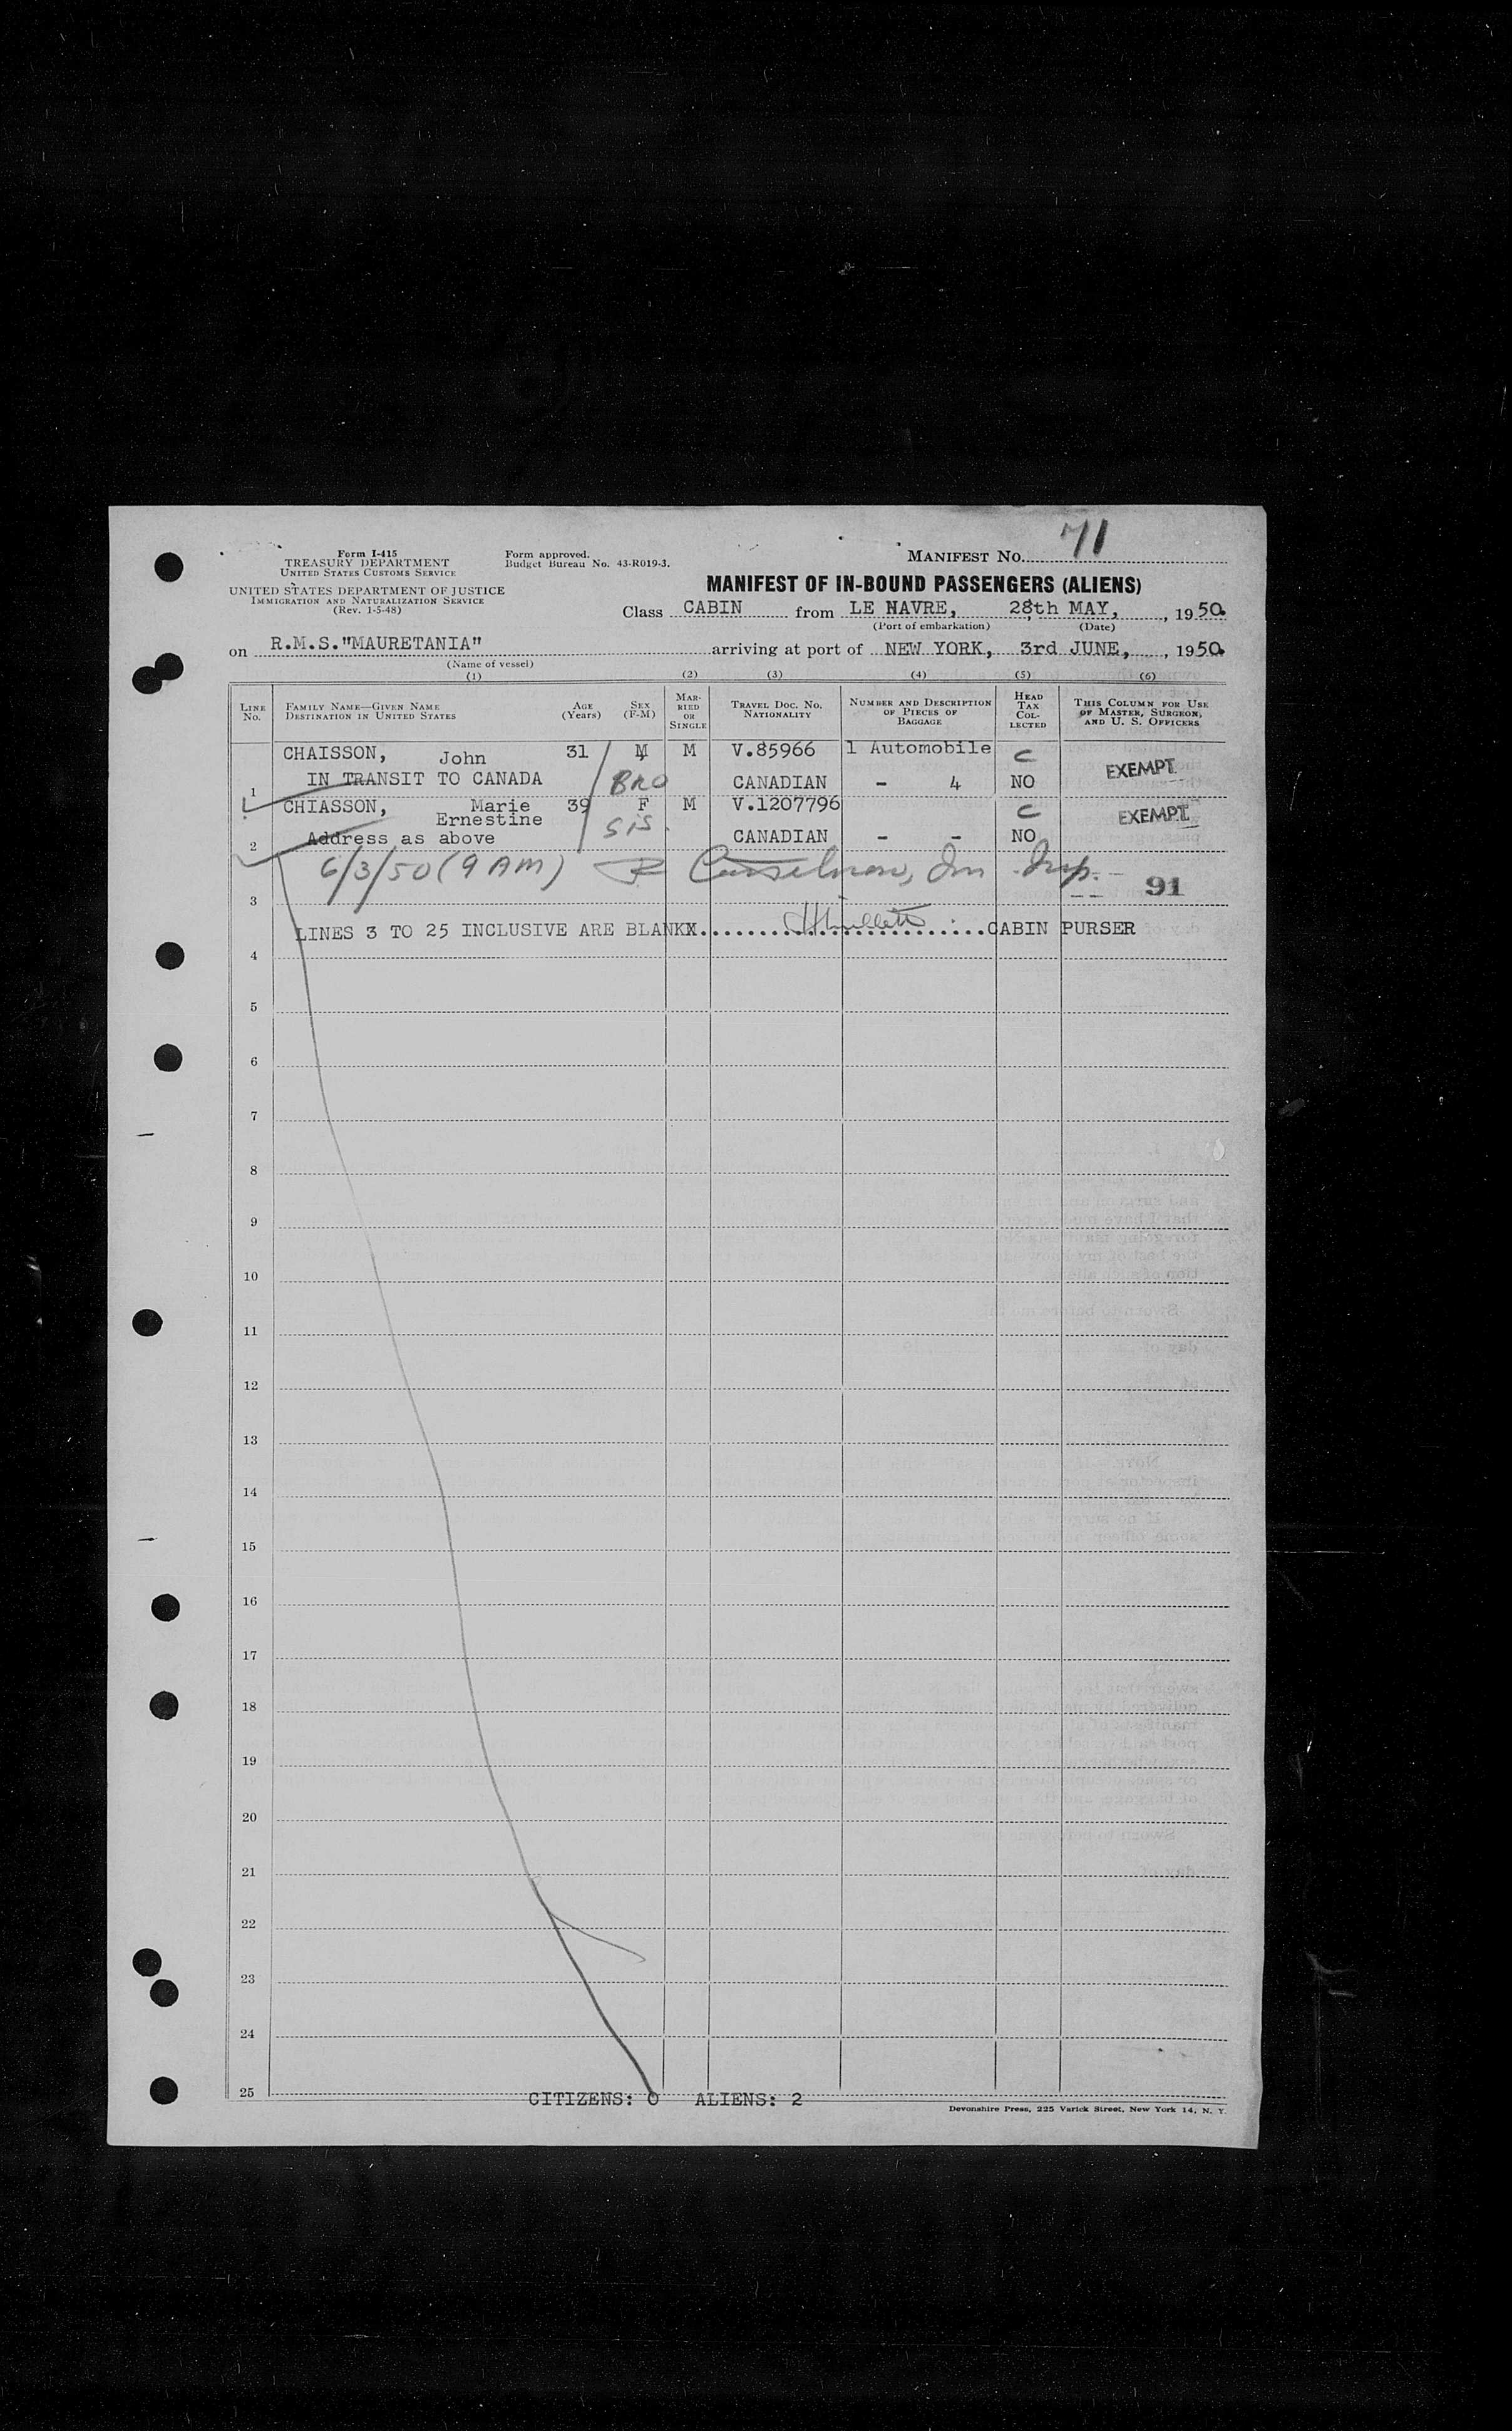 71
Form I-415
TREASURY DEPARTMENT
UNITED STATES CUSTOMS SERVICE
UNITED STATES DEPARTMENT OF JUSTICE
IMMIGRATION AND NATURALIZATION SERVICE
(Rev. 1-5-48)
Form approved.
Budget Bureau No. 43-R019-3.
MANIFEST NO.
MANIFEST OF IN-BOUND PASSENGERS (ALIENS)
Class CABIN from LE HAVRE, 28th MAY, , 1950.
(Port of embarkation) (Date)
on R.M.S."MAURETANIA" arriving at port of NEW YORK, 3rd JUNE, , 1950.
(Name of vessel)
(1) (2) (3) (4) (5) (6)
LINE NO. FAMILY NAME—GIVEN NAME DESTINATION IN UNITED STATES AGE (Years) SEX (F-M) MARRIED OR SINGLE TRAVEL DOC. NO. NATIONALITY NUMBER AND DESCRIPTION OF PIECES OF BAGGAGE HEAD TAX COLLECTED THIS COLUMN FOR USE OF MASTER, SURGEON, AND U. S. OFFICERS
CHAISSON, John 31 M M V.85966 1 Automobile C
1 IN TRANSIT TO CANADA BRO CANADIAN - 4 NO EXEMPT
CHIASSON, Marie Ernestine 39 F M V.1207796 C EXEMPT
2 Address as above SIS. CANADIAN - - NO
6/3/50 (9 AM) Imm Insp.
3 91
LINES 3 TO 25 INCLUSIVE ARE BLANKX. CABIN PURSER
4
5
6
7
8
9
10
11
12
13
14
15
16
17
18
19
20
21
22
23
24
25
CITIZENS: 0 ALIENS: 2
Devonshire Press, 225 Varick Street, New York 14, N. Y.